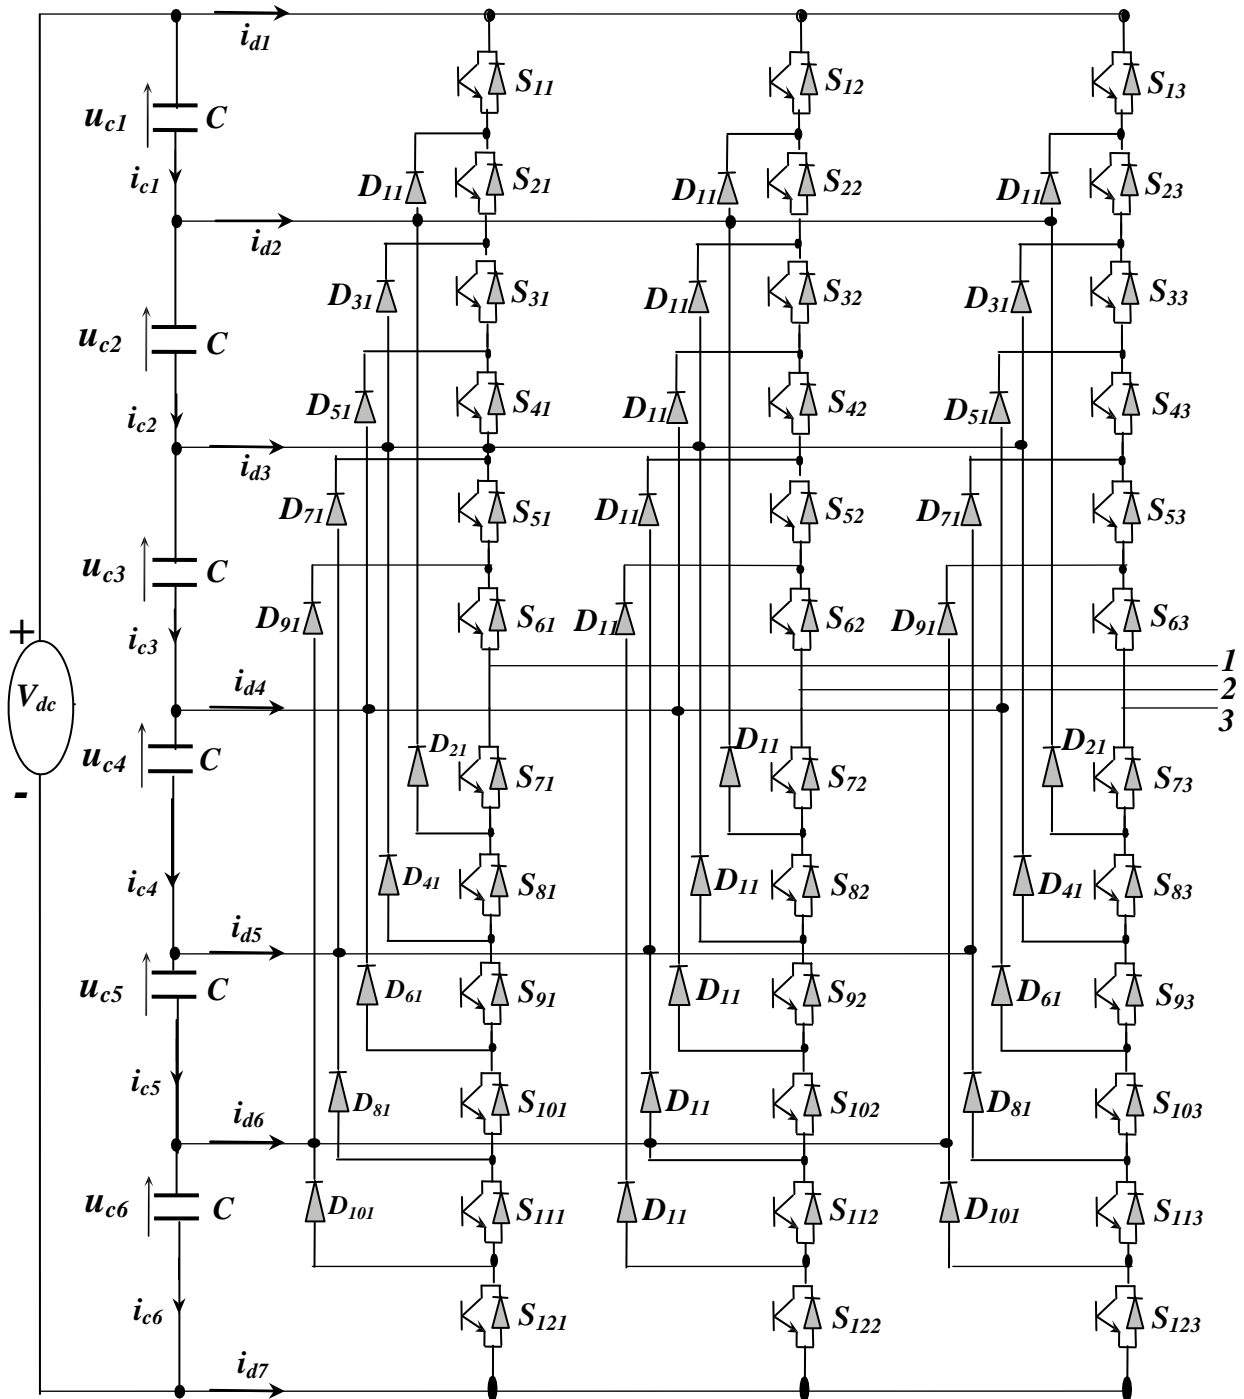 i_d1
S_11 S_12 S_13
u_c1 C
i_c1 D_11 S_21 D_11 S_22 D_11 S_23
i_d2
D_31 S_31 D_11 S_32 D_31 S_33
u_c2 C
i_c2 D_51 S_41 D_11 S_42 D_51 S_43
i_d3
D_71 S_51 D_11 S_52 D_71 S_53
u_c3 C
D_91 S_61 D_11 S_62 D_91 S_63
+ i_c3
1
V_dc i_d4 2
3
u_c4 C D_21 S_71 D_11 S_72 D_21 S_73
-
i_c4 D_41 S_81 D_11 S_82 D_41 S_83
i_d5
u_c5 C D_61 S_91 D_11 S_92 D_61 S_93
i_c5 D_81 S_101 D_11 S_102 D_81 S_103
i_d6
u_c6 C D_101 S_111 D_11 S_112 D_101 S_113
i_c6 S_121 S_122 S_123
i_d7